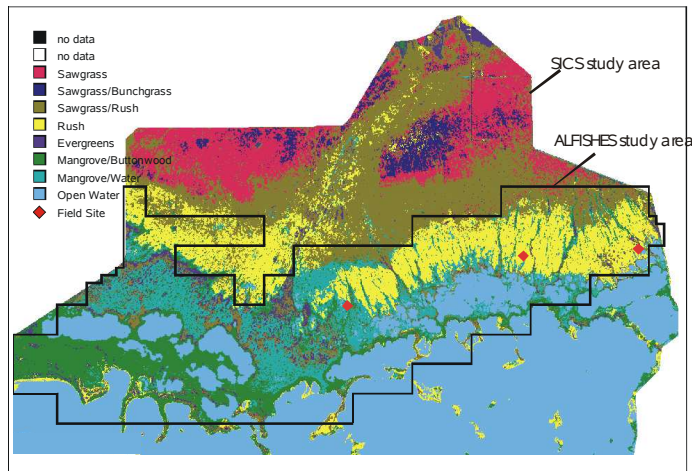 no data
no data
Sawgrass
Sawgrass/Bunchgrass
Sawgrass/Rush
Rush
Evergreens
Mangrove/Buttonwood
Mangrove/Water
Open Water
Field Site
SICS study area
ALFISHES study area